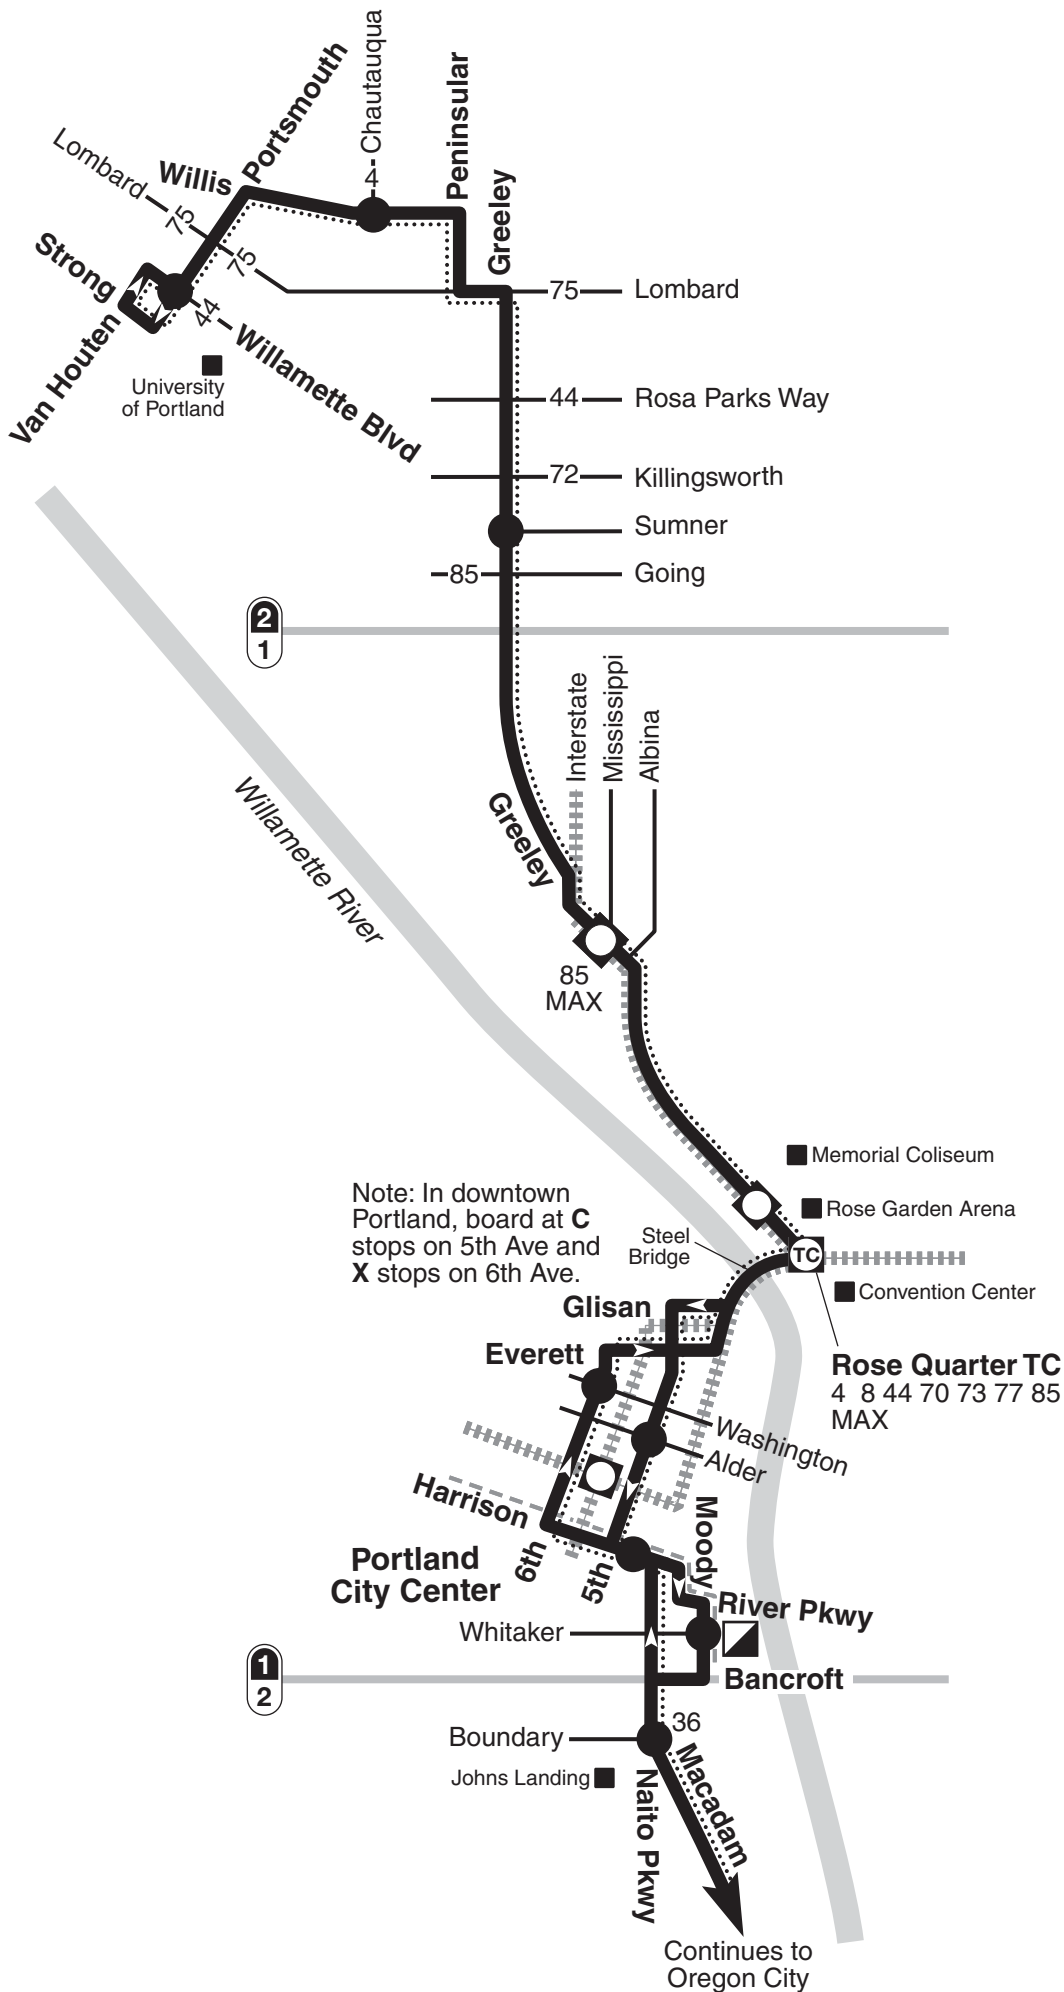 Chautauqua
Portsmouth
Peninsular
Lombard
Willis
4
Greeley
75
Strong
75
75
Lombard
44
Van Houten
Willamette Blvd
University
of Portland
44
Rosa Parks Way
72
Killingsworth
Sumner
85
Going
2
1
Interstate
Mississippi
Albina
Willamette River
Greeley
85
MAX
Memorial Coliseum
Note: In downtown
Portland, board at C
stops on 5th Ave and
X stops on 6th Ave.
Rose Garden Arena
Steel
Bridge
TC
Convention Center
Glisan
Everett
Rose Quarter TC
4 8 44 70 73 77 85
MAX
Washington
Alder
Harrison
Moody
6th
5th
Portland
City Center
River Pkwy
Whitaker
1
2
Bancroft
36
Boundary
Macadam
Johns Landing
Naito Pkwy
Continues to
Oregon City